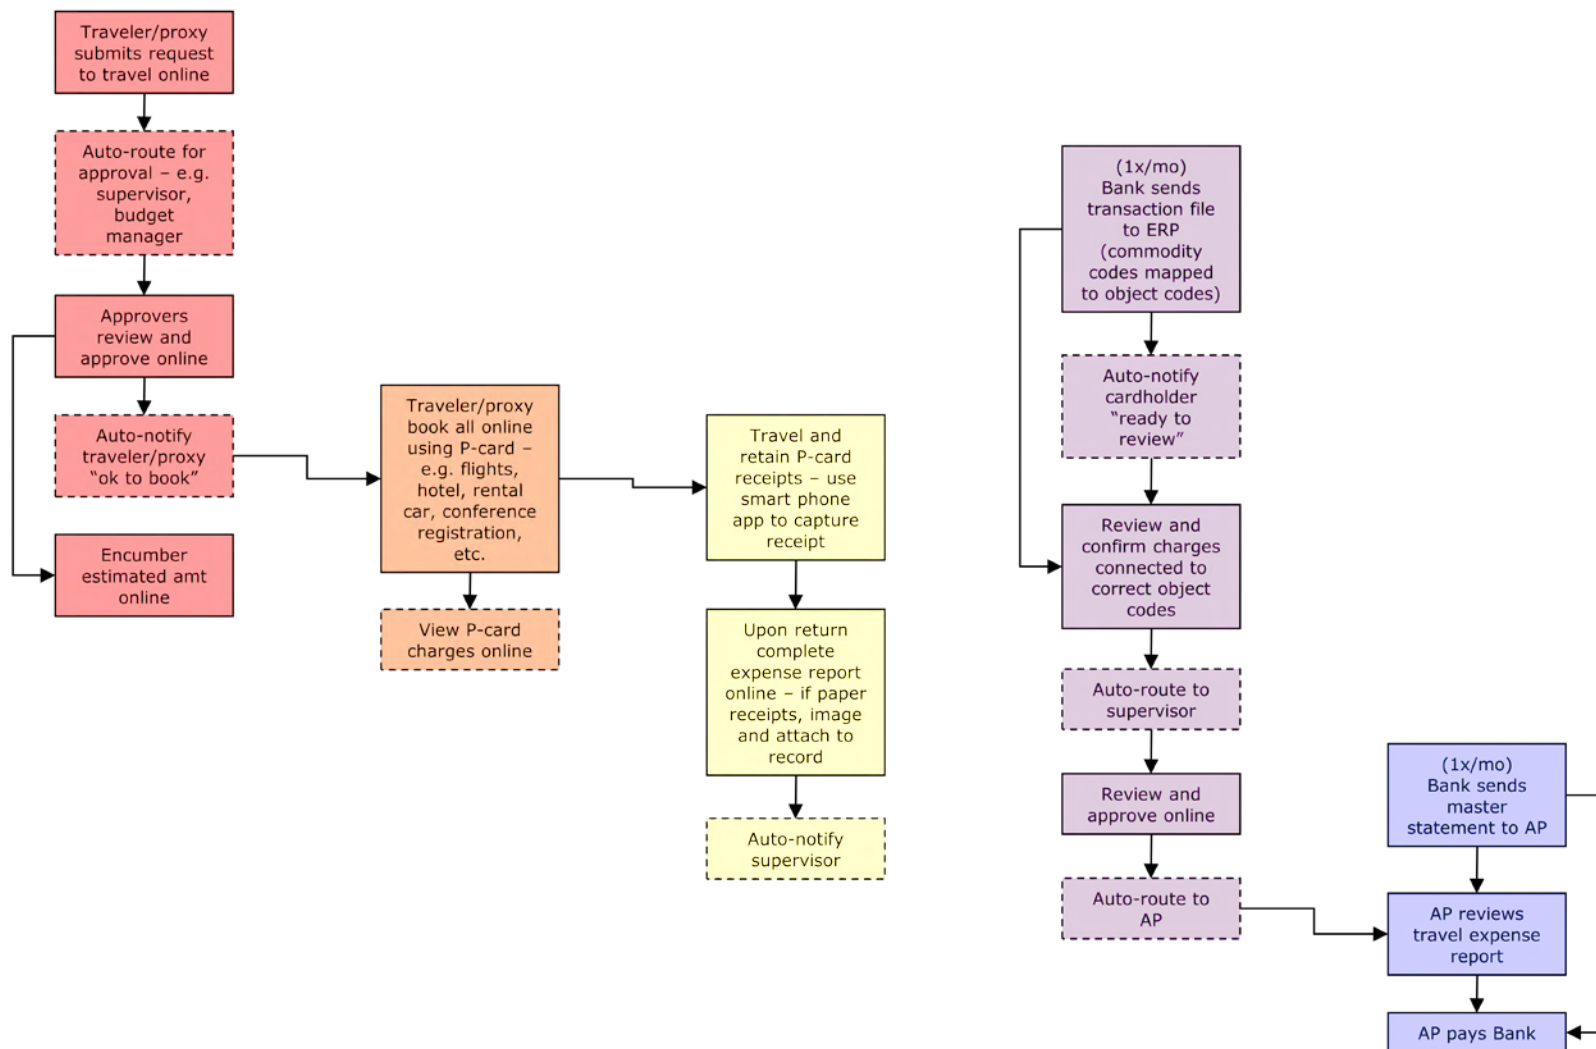 Traveler/proxy
submits request
to travel online
Auto-route for
approval – e.g.
supervisor,
budget
manager
Approvers
review and
approve online
Auto-notify
traveler/proxy
“ok to book”
Encumber
estimated amt
online
Traveler/proxy
book all online
using P-card –
e.g. flights,
hotel, rental
car, conference
registration,
etc.
View P-card
charges online
Travel and
retain P-card
receipts – use
smart phone
app to capture
receipt
Upon return
complete
expense report
online – if paper
receipts, image
and attach to
record
Auto-notify
supervisor
(1x/mo)
Bank sends
transaction file
to ERP
(commodity
codes mapped
to object codes)
Auto-notify
cardholder
“ready to
review”
Review and
confirm charges
connected to
correct object
codes
Auto-route to
supervisor
Review and
approve online
Auto-route to
AP
(1x/mo)
Bank sends
master
statement to AP
AP reviews
travel expense
report
AP pays Bank